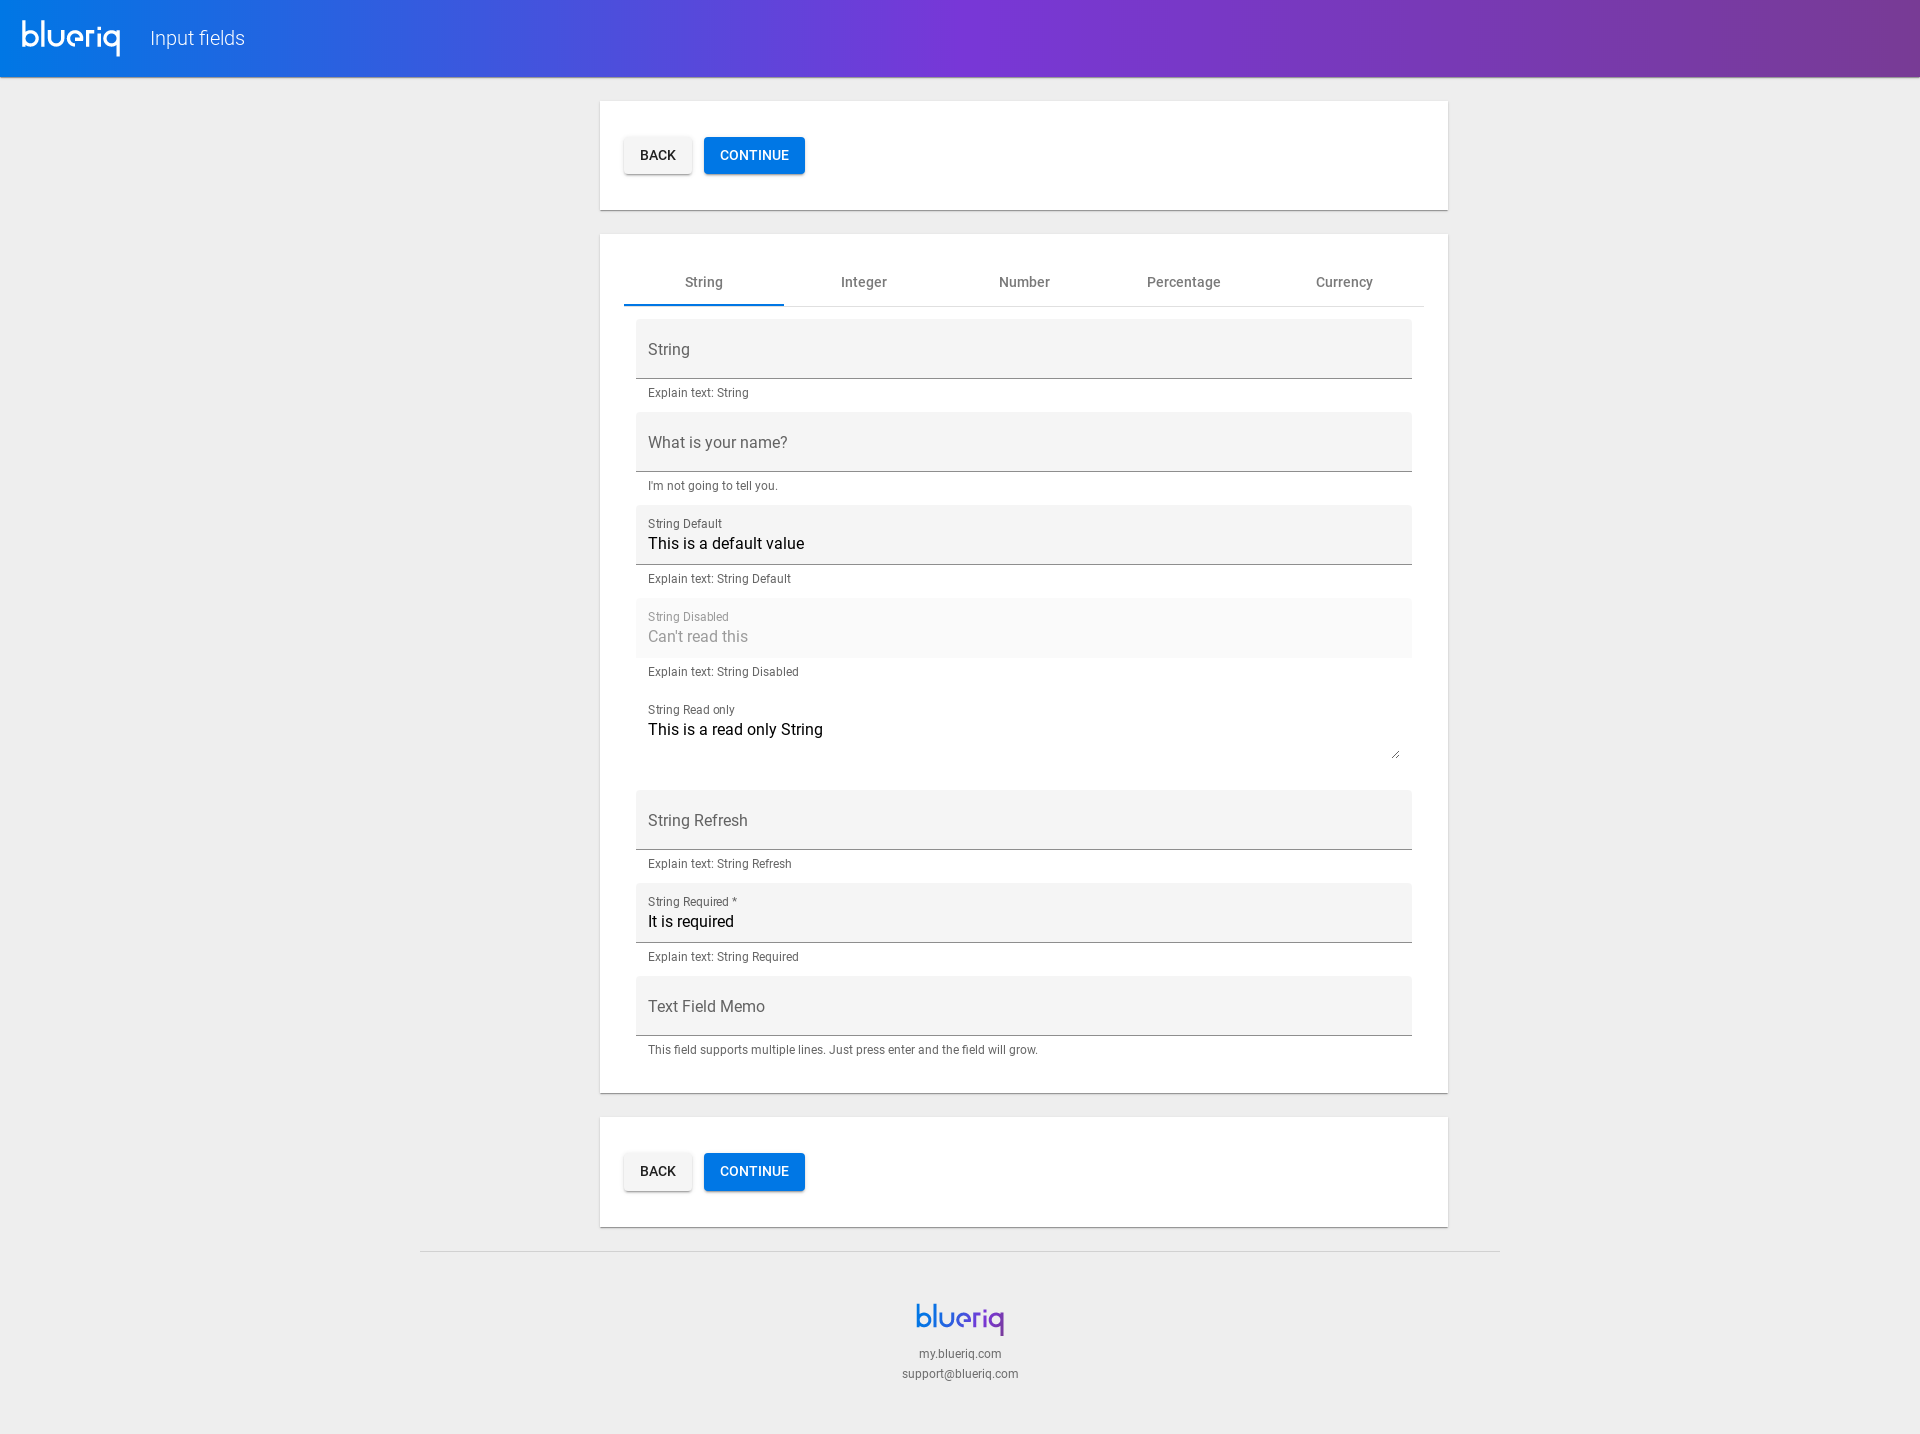 blueriq Input fields
BACK CONTINUE
String Integer Number Percentage Currency
String
Explain text: String
What is your name?
I'm not going to tell you.
String Default
This is a default value
Explain text: String Default
String Disabled
Can't read this
Explain text: String Disabled
String Read only
This is a read only String
String Refresh
Explain text: String Refresh
String Required *
It is required
Explain text: String Required
Text Field Memo
This field supports multiple lines. Just press enter and the field will grow.
BACK CONTINUE
blueriq
my.blueriq.com
support@blueriq.com